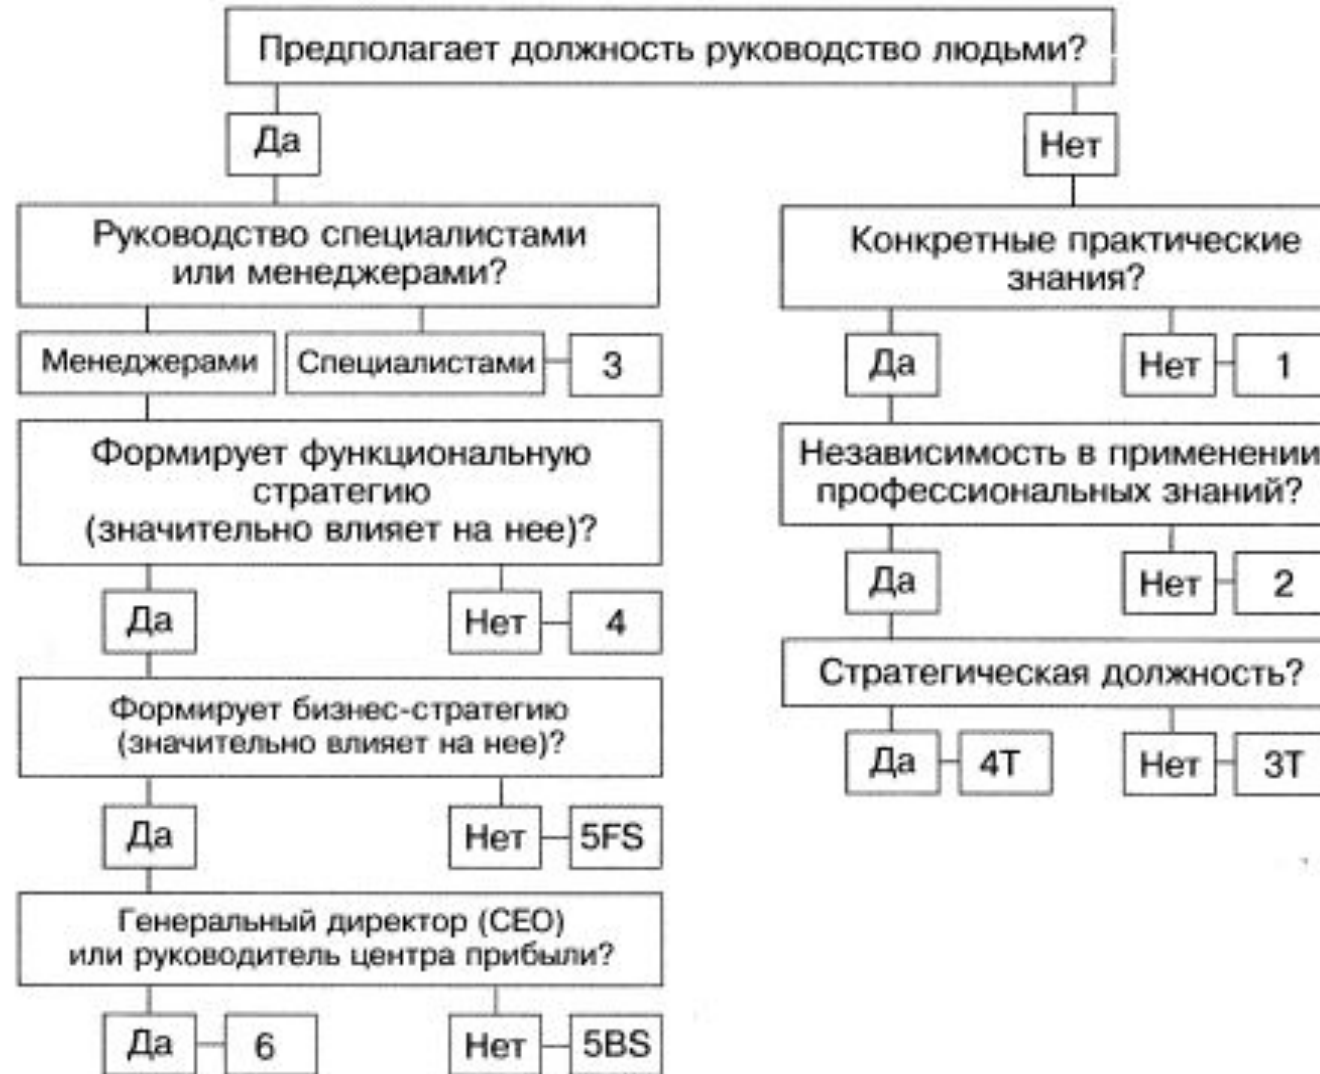 Предполагает должность руководство людьми?
Да
Нет
Руководство специалистами
или менеджерами?
Конкретные практические
знания?
Менеджерами
Специалистами
3
Да
Нет
1
Формирует функциональную
стратегию
(значительно влияет на нее)?
Независимость в применении
профессиональных знаний?
Да
Нет
4
Да
Нет
2
Формирует бизнес-стратегию
(значительно влияет на нее)?
Стратегическая должность?
Да
4Т
Нет
3Т
Да
Нет
5FS
Генеральный директор (CEO)
или руководитель центра прибыли?
Да
6
Нет
5BS